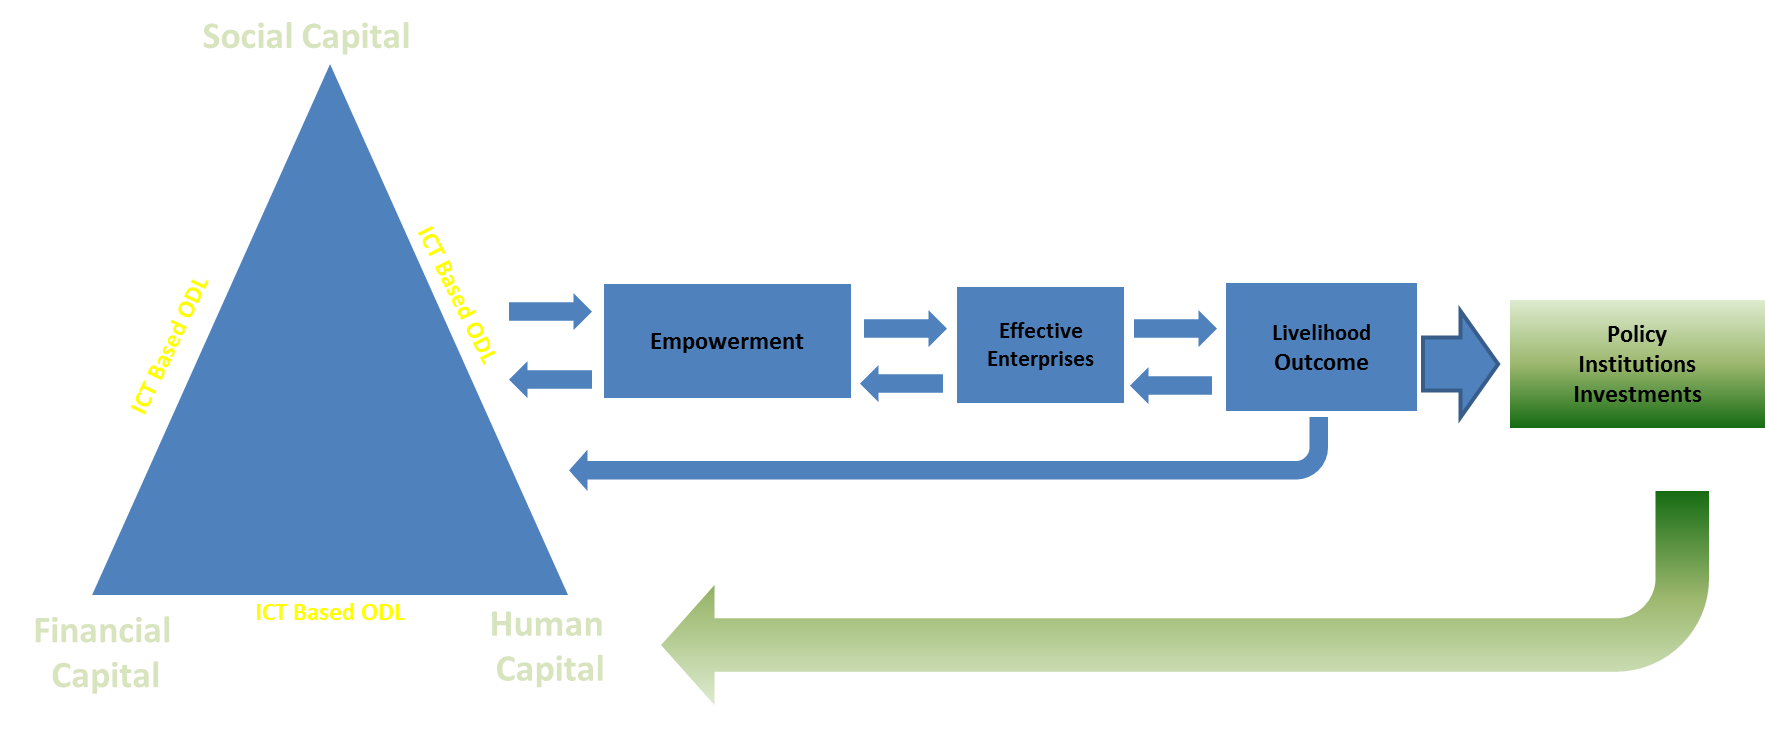 Social Capital
ICT Based ODL
ICT Based ODL
Empowerment
Effective
Enterprises
Livelihood
Outcome
Policy
Institutions
Investments
ICT Based ODL
Financial
Capital
Human
Capital